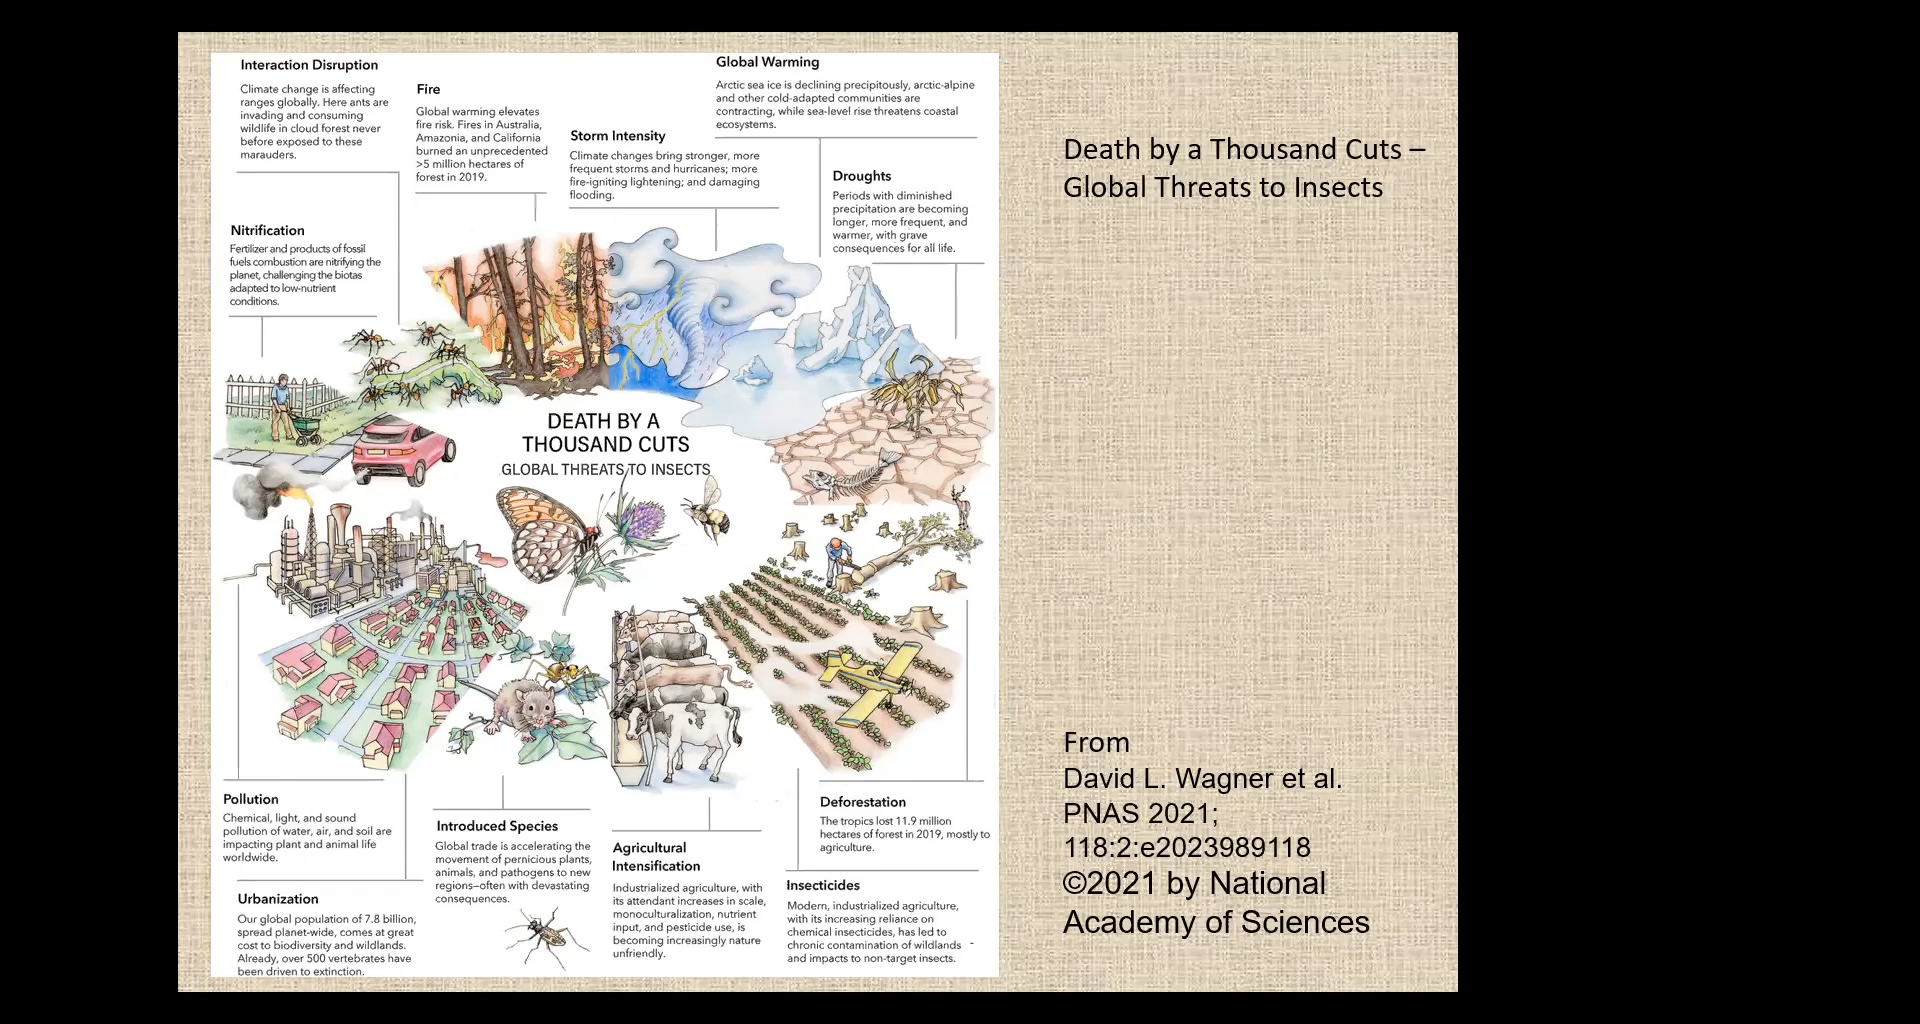 Interaction Disruption
Climate change is affecting
ranges globally. Here ants are
invading and consuming
wildlife in cloud forest never
before exposed to these
marauders.
Fire
Global warming elevates
fire risk. Fires in Australia,
Amazonia, and California
burned an unprecedented
>5 million hectares of
forest in 2019.
Storm Intensity
Climate changes bring stronger, more
frequent storms and hurricanes; more
fire-igniting lightening; and damaging
flooding.
Global Warming
Arctic sea ice is declining precipitously, arctic-alpine
and other cold-adapted communities are
contracting, while sea-level rise threatens coastal
ecosystems.
Droughts
Periods with diminished
precipitation are becoming
longer, more frequent, and
warmer, with grave
consequences for all life.
Nitrification
Fertilizer and products of fossil
fuels combustion are nitrifying the
planet, challenging the biotas
adapted to low-nutrient
conditions.
DEATH BY A
THOUSAND CUTS
GLOBAL THREATS TO INSECTS
Pollution
Chemical, light, and sound
pollution of water, air, and soil are
impacting plant and animal life
worldwide.
Urbanization
Our global population of 7.8 billion,
spread planet-wide, comes at great
cost to biodiversity and wildlands.
Already, over 500 vertebrates have
been driven to extinction.
Introduced Species
Global trade is accelerating the
movement of pernicious plants,
animals, and pathogens to new
regions—often with devastating
consequences.
Agricultural
Intensification
Industrialized agriculture, with
its attendant increases in scale,
monoculturalization, nutrient
input, and pesticide use, is
becoming increasingly nature
unfriendly.
Deforestation
The tropics lost 11.9 million
hectares of forest in 2019, mostly to
agriculture.
Insecticides
Modern, industrialized agriculture,
with its increasing reliance on
chemical insecticides, has led to
chronic contamination of wildlands
and impacts to non-target insects.
Death by a Thousand Cuts –
Global Threats to Insects
From
David L. Wagner et al.
PNAS 2021;
118:2:e2023989118
©2021 by National
Academy of Sciences